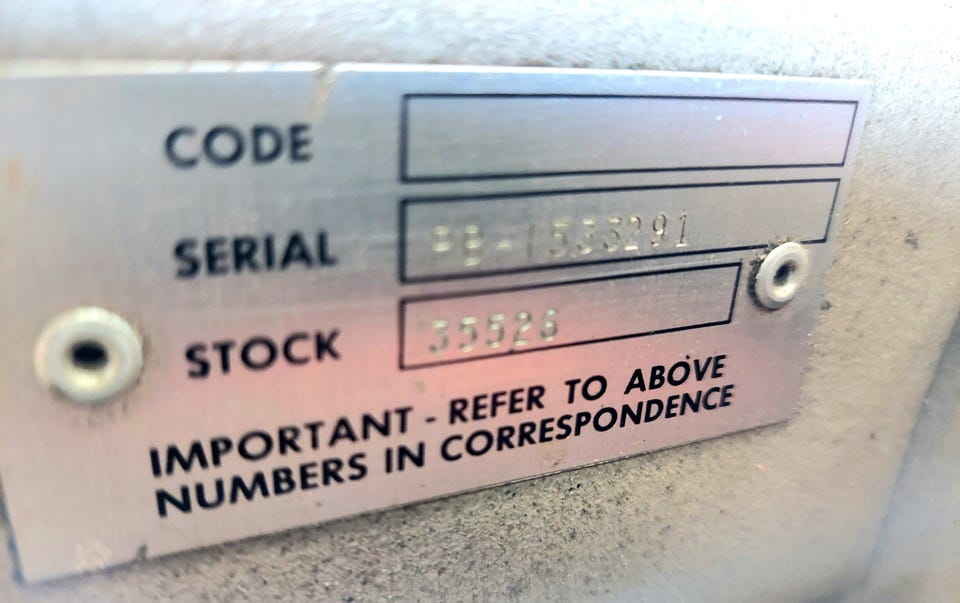 CODE
SERIAL PB-1533291
STOCK 35526
IMPORTANT - REFER TO ABOVE
NUMBERS IN CORRESPONDENCE